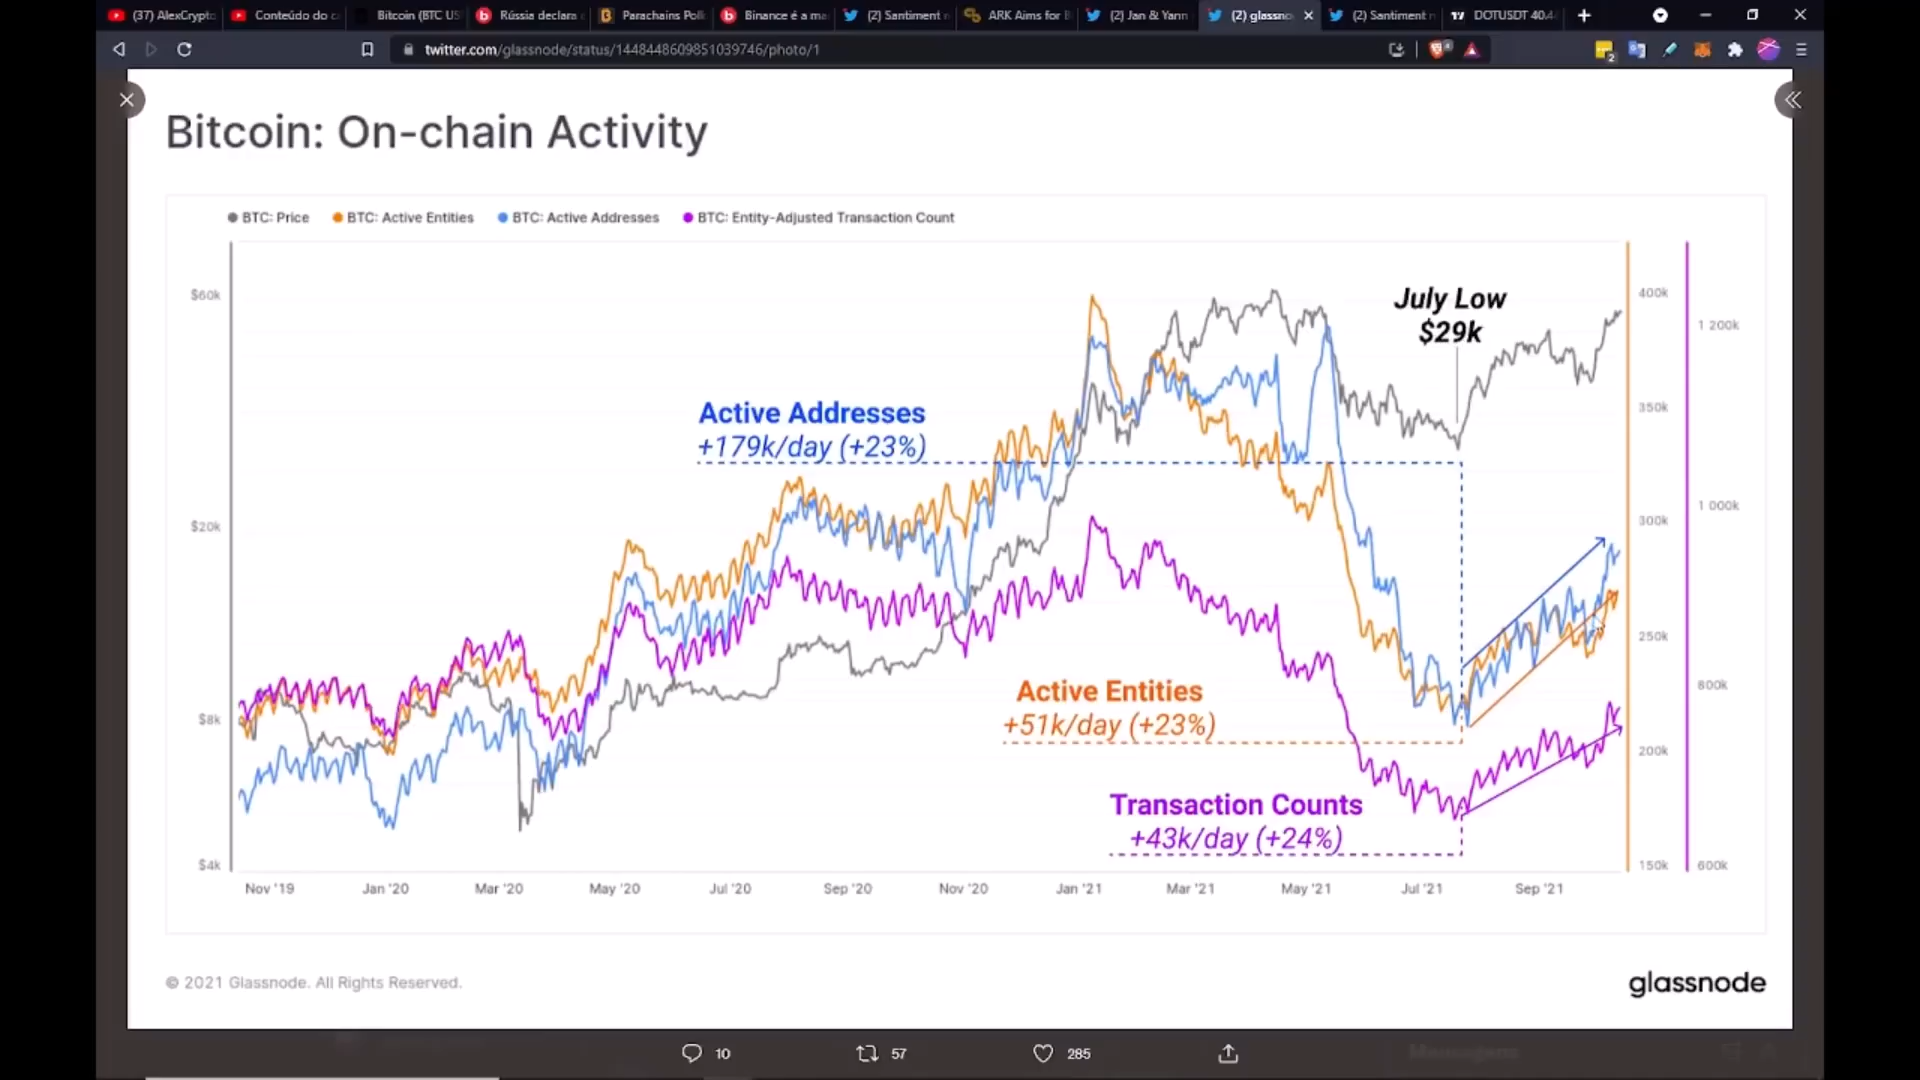 (37) AlexCrypto
Conteúdo do ca
Bitcoin (BTC US
Rússia declara
Parachains Polk
Binance é a ma
(2) Santiment
ARK Aims for B
(2) Jan & Yann
(2) glassno
(2) Santiment
DOTUSDT 40.4
twitter.com/glassnode/status/1448448609851039746/photo/1
2
Bitcoin: On-chain Activity
BTC: Price
BTC: Active Entities
BTC: Active Addresses
BTC: Entity-Adjusted Transaction Count
$60k
$20k
$8k
$4k
July Low
$29k
Active Addresses
+179k/day (+23%)
Active Entities
+51k/day (+23%)
Transaction Counts
+43k/day (+24%)
400k
350k
300k
250k
200k
150k
1 200k
1 000k
800k
600k
Nov '19
Jan '20
Mar '20
May '20
Jul '20
Sep '20
Nov '20
Jan '21
Mar '21
May '21
Jul '21
Sep '21
© 2021 Glassnode. All Rights Reserved.
glassnode
10
57
285